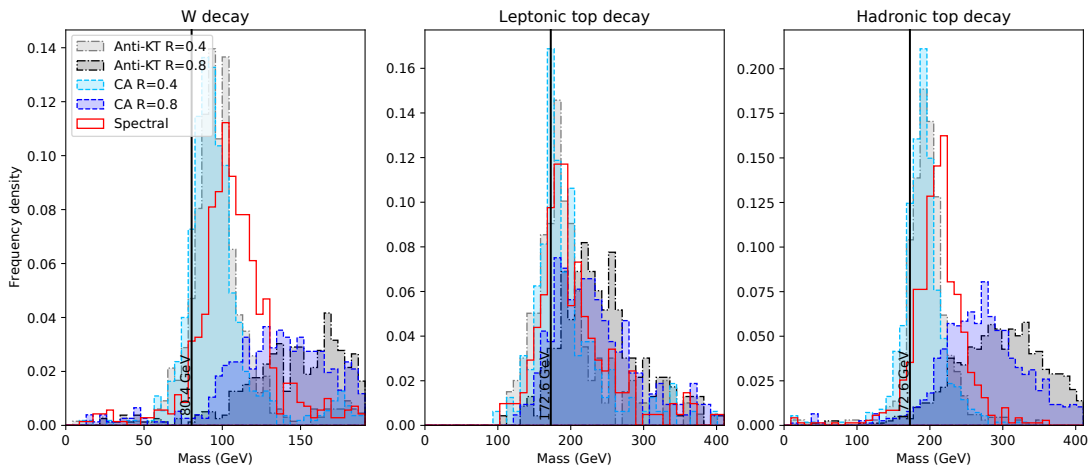 W decay
Leptonic top decay
Hadronic top decay
Anti-KT R=0.4
Anti-KT R=0.8
CA R=0.4
CA R=0.8
Spectral
Frequency density
0.14
0.12
0.10
0.08
0.06
0.04
0.02
0.00
80.4 GeV
0
50
100
150
Mass (GeV)
0.16
0.14
0.12
0.10
0.08
0.06
0.04
0.02
0.00
172.6 GeV
0
100
200
300
400
Mass (GeV)
0.200
0.175
0.150
0.125
0.100
0.075
0.050
0.025
0.000
172.6 GeV
0
100
200
300
400
Mass (GeV)